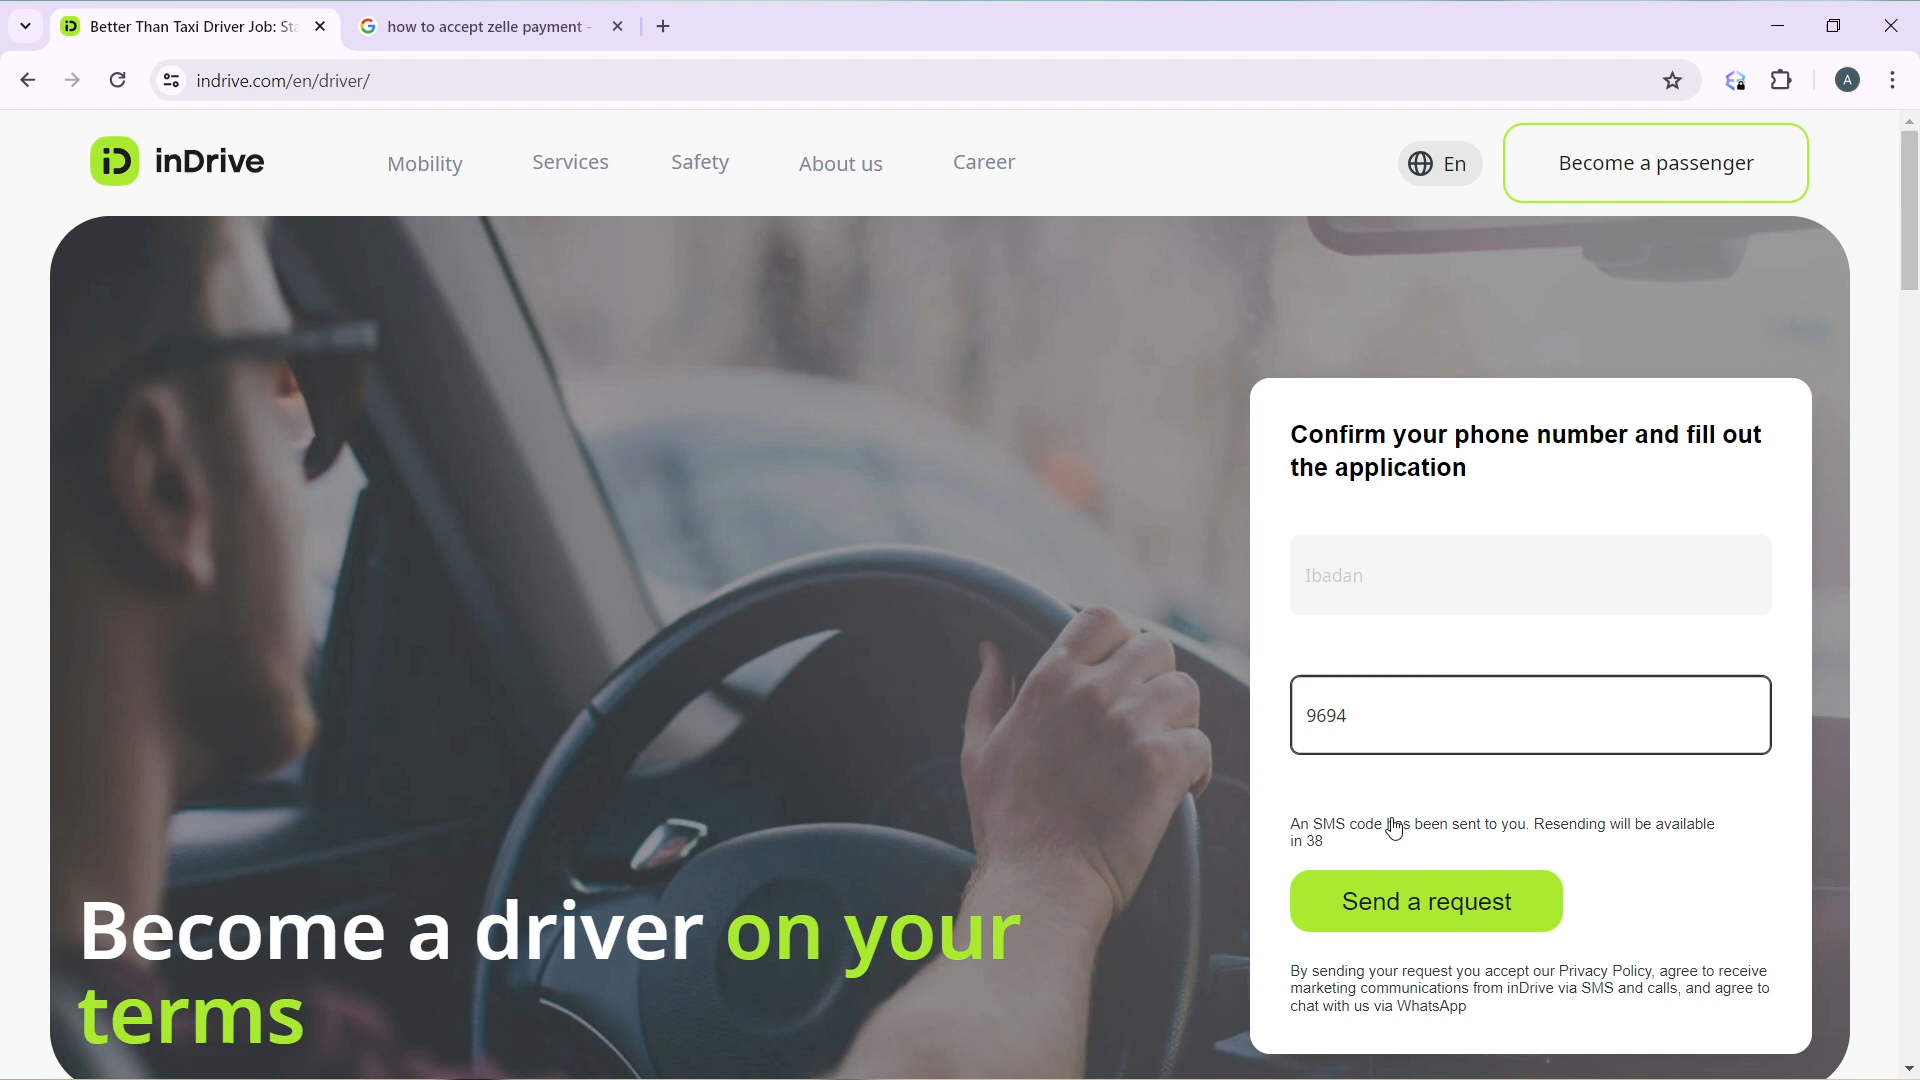 Better Than Taxi Driver Job: Sta
how to accept zelle payment -
indrive.com/en/driver/
A
iD inDrive
Mobility
Services
Safety
About us
Career
En
Become a passenger
Confirm your phone number and fill out
the application
Ibadan
9694
An SMS code has been sent to you. Resending will be available
in 38
Send a request
By sending your request you accept our Privacy Policy, agree to receive
marketing communications from inDrive via SMS and calls, and agree to
chat with us via WhatsApp
Become a driver on your
terms